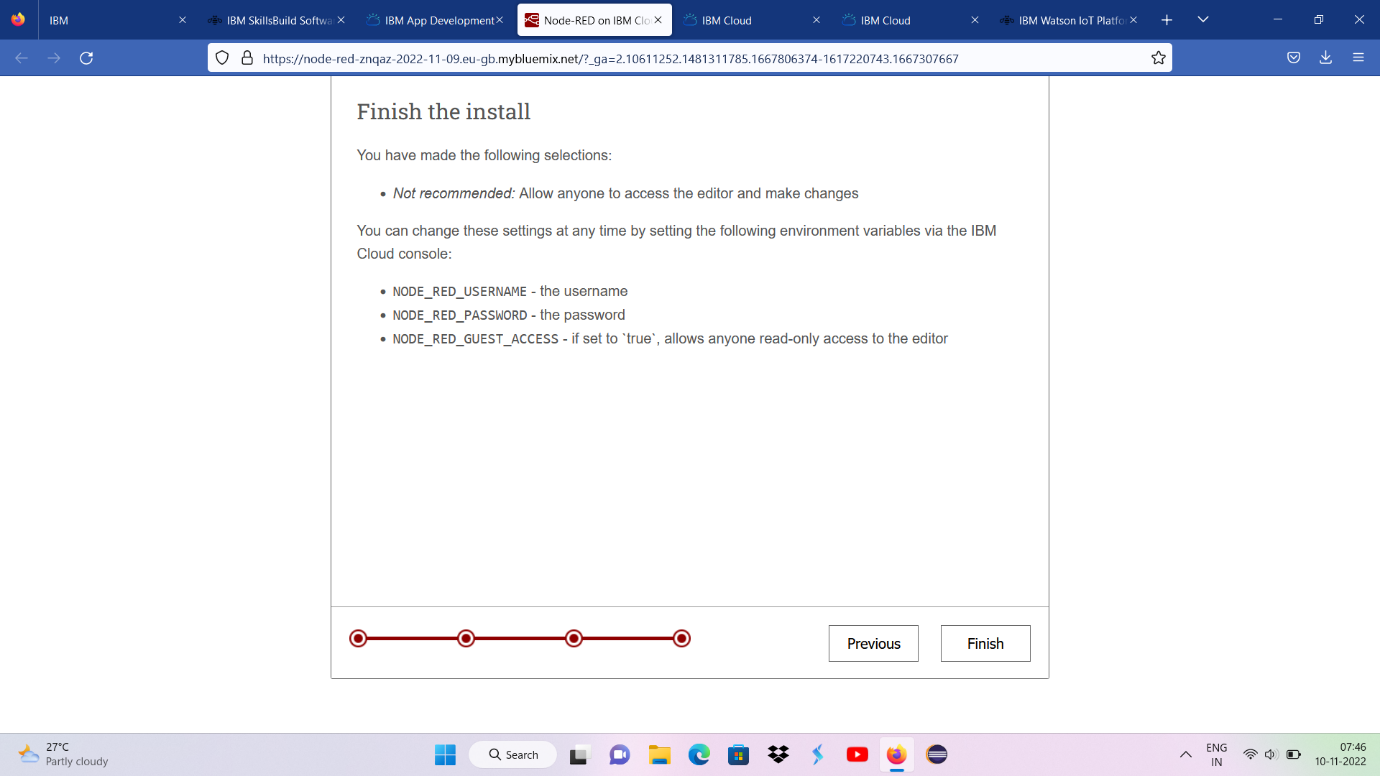 IBM
IBM SkillsBuild Softwa
IBM App Development
Node-RED on IBM Clo
IBM Cloud
IBM Cloud
IBM Watson IoT Platfo
https://node-red-znqaz-2022-11-09.eu-gb.mybluemix.net/?_ga=2.10611252.1481311785.1667806374-1617220743.1667307667
Finish the install
You have made the following selections:
• Not recommended: Allow anyone to access the editor and make changes
You can change these settings at any time by setting the following environment variables via the IBM
Cloud console:
• NODE_RED_USERNAME - the username
• NODE_RED_PASSWORD - the password
• NODE_RED_GUEST_ACCESS - if set to `true`, allows anyone read-only access to the editor
Previous
Finish
27°C
Partly cloudy
Search
ENG
IN
07:46
10-11-2022